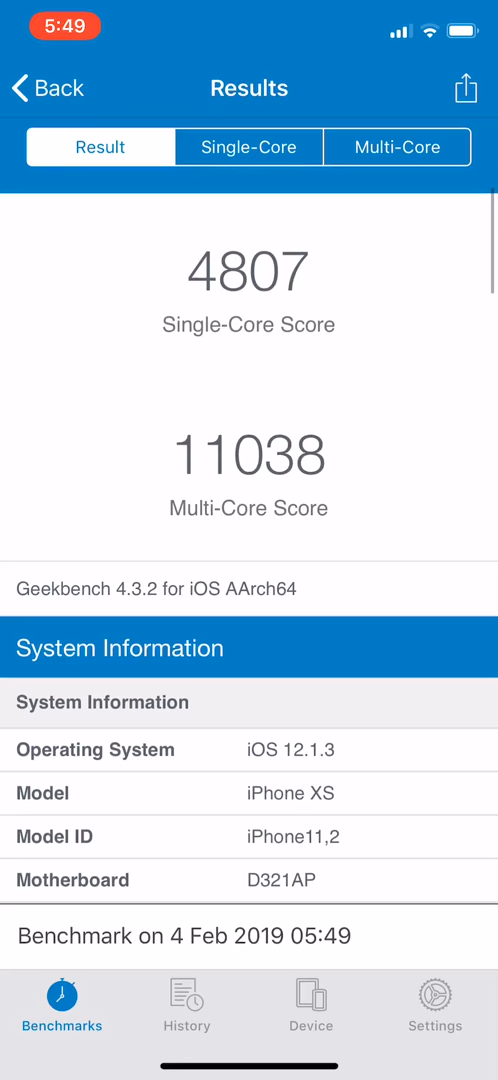 5:49
Back
Results
Result
Single-Core
Multi-Core
4807
Single-Core Score
11038
Multi-Core Score
Geekbench 4.3.2 for iOS AArch64
System Information
System Information
Operating System iOS 12.1.3
Model iPhone XS
Model ID iPhone11,2
Motherboard D321AP
Benchmark on 4 Feb 2019 05:49
Benchmarks
History
Device
Settings